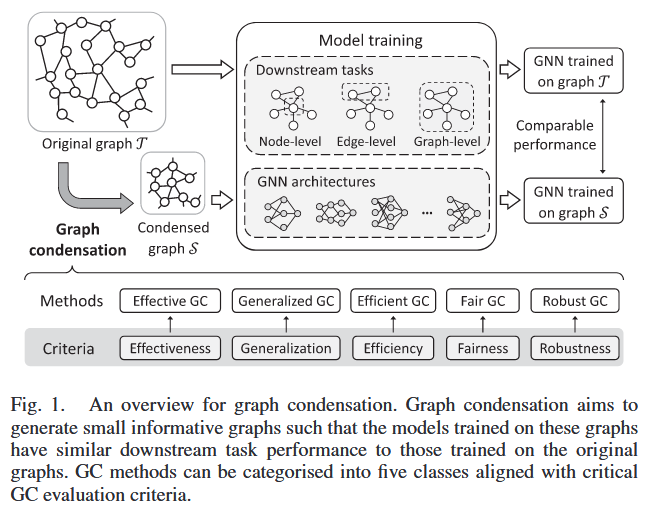 Model training
Downstream tasks
Node-level Edge-level Graph-level
GNN architectures
...
Original graph 𝒯
Graph
condensation
Condensed
graph 𝒮
GNN trained
on graph 𝒯
Comparable
performance
GNN trained
on graph 𝒮
Methods Effective GC Generalized GC Efficient GC Fair GC Robust GC
Criteria Effectiveness Generalization Efficiency Fairness Robustness
Fig. 1. An overview for graph condensation. Graph condensation aims to
generate small informative graphs such that the models trained on these graphs
have similar downstream task performance to those trained on the original
graphs. GC methods can be categorised into five classes aligned with critical
GC evaluation criteria.